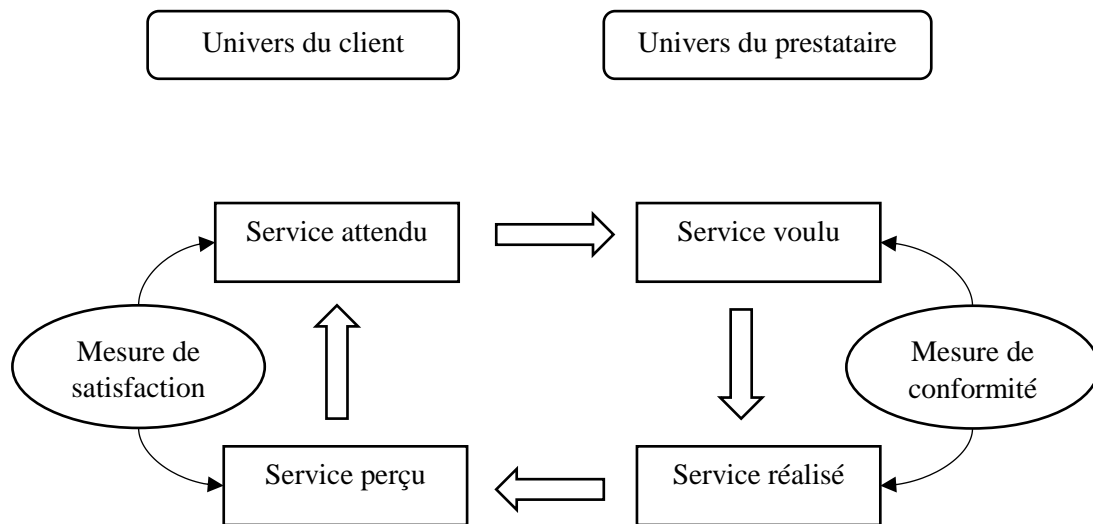 Univers du client
Univers du prestataire
Service attendu
Service voulu
Mesure de
satisfaction
Mesure de
conformité
Service perçu
Service réalisé